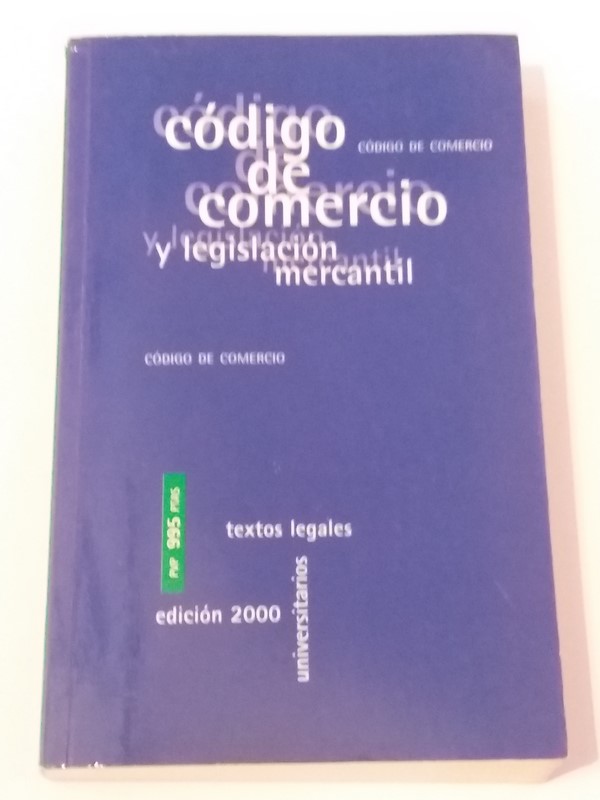 código
de
comercio
CÓDIGO DE COMERCIO
y legislación
mercantil
CÓDIGO DE COMERCIO
PVP 995 PTAS
textos legales
universitarios
edición 2000